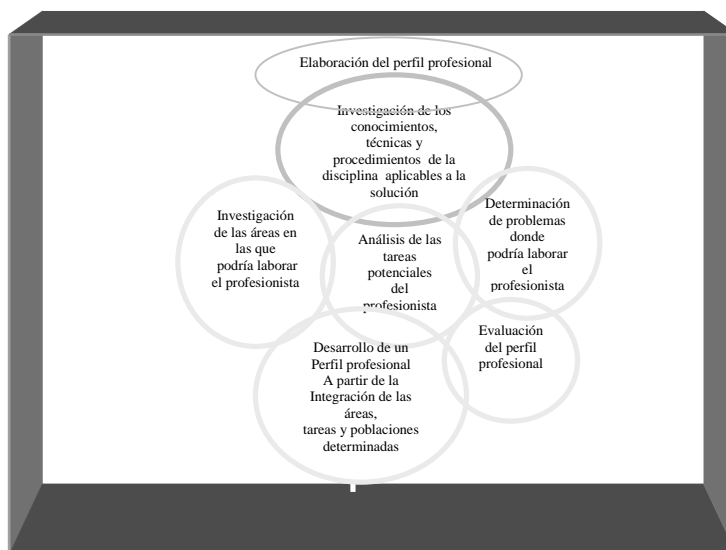 Elaboración del perfil profesional
Investigación de los
conocimientos,
técnicas y
procedimientos de la
disciplina aplicables a la
solución
Investigación
de las áreas en
las que
podría laborar
el profesionista
Análisis de las
tareas
potenciales
del
profesionista
Determinación
de problemas
donde
podría laborar
el
profesionista
Desarrollo de un
Perfil profesional
A partir de la
Integración de las
áreas,
tareas y poblaciones
determinadas
Evaluación
del perfil
profesional